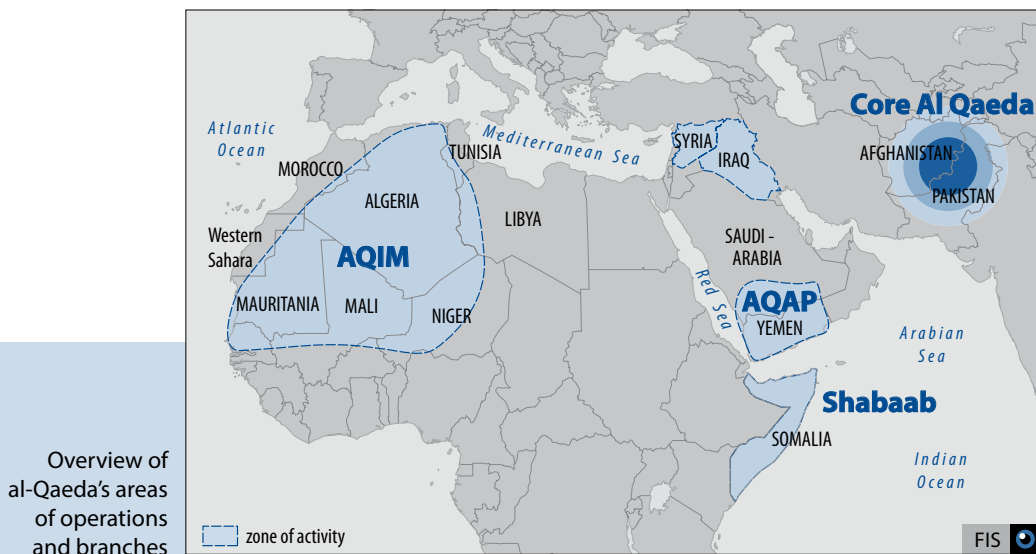 Core Al Qaeda
Atlantic
Ocean
Mediterranean Sea
SYRIA
IRAQ
AFGHANISTAN
PAKISTAN
MOROCCO
TUNISIA
ALGERIA
LIBYA
Western
Sahara
AQIM
SAUDI -
ARABIA
Red Sea
MAURITANIA
MALI
NIGER
AQAP
YEMEN
Arabian
Sea
Shabaab
SOMALIA
Indian
Ocean
Overview of
al-Qaeda's areas
of operations
and branches
zone of activity
FIS